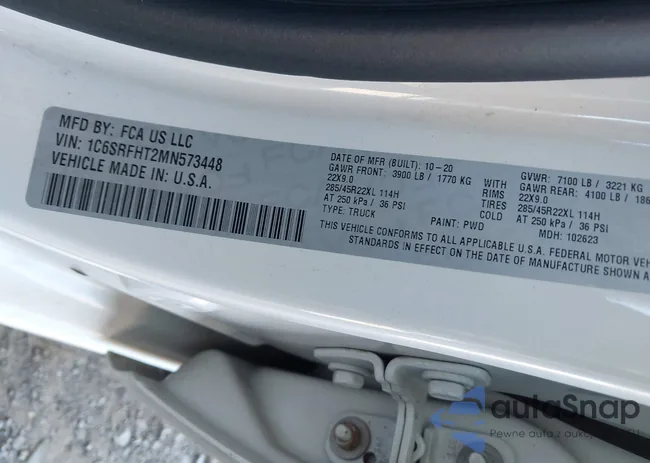 MFD BY: FCA US LLC
VIN: 1C6SRFHT2MN573448
VEHICLE MADE IN U.S.A.
DATE OF MFR (BUILT): 10-20
GAWR FRONT: 3900 LB / 1770 KG WITH
22X9.0 RIMS
285/45R22XL 114H TIRES
AT 250 kPa / 36 PSI COLD
TYPE: TRUCK
PAINT: PWD
GVWR: 7100 LB / 3221 KG
GAWR REAR: 4100 LB /
22X9.0
285/45R22XL 114H
AT 250 kPa / 36 PSI
MDH: 102623
THIS VEHICLE CONFORMS TO ALL APPLICABLE U.S.A. FEDERAL MOTOR
STANDARDS IN EFFECT ON THE DATE OF MANUFACTURE SHOWN
autoSnap
Pewne auta z